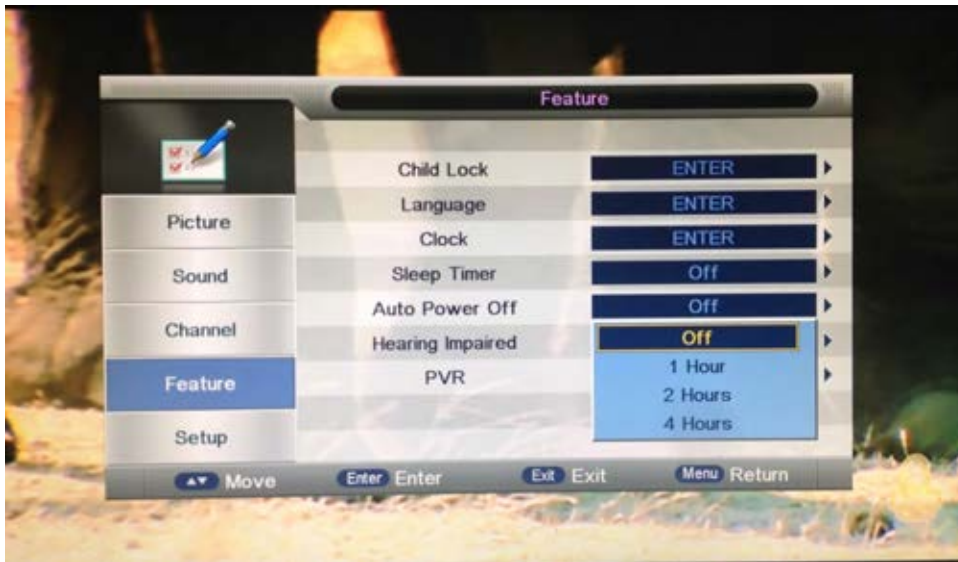 Feature
Child Lock ENTER
Language ENTER
Clock ENTER
Sleep Timer Off
Auto Power Off Off
Hearing Impaired Off
PVR 1 Hour
2 Hours
4 Hours
Picture
Sound
Channel
Feature
Setup
Move Enter Enter Exit Exit Menu Return